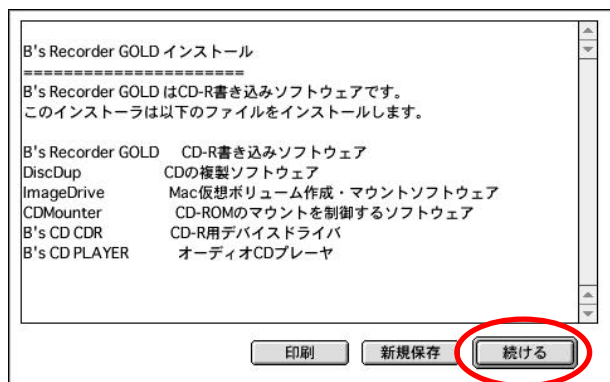 B's Recorder GOLD インストール
=======================
B's Recorder GOLD はCD-R書き込みソフトウェアです。
このインストーラは以下のファイルをインストールします。
B's Recorder GOLD CD-R書き込みソフトウェア
DiscDup CDの複製ソフトウェア
ImageDrive Mac仮想ボリューム作成・マウントソフトウェア
CDMounter CD-ROMのマウントを制御するソフトウェア
B's CD CDR CD-R用デバイスドライバ
B's CD PLAYER オーディオCDプレーヤ
印刷 新規保存 続ける